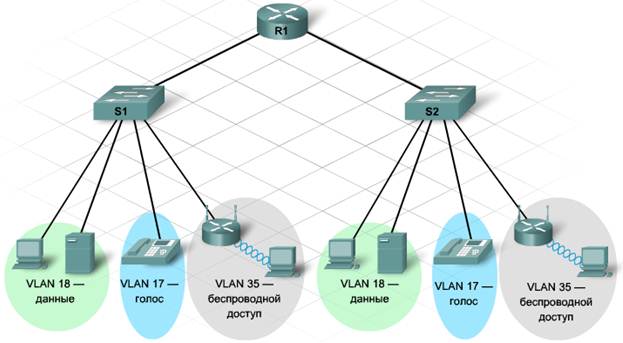 R1
S1
S2
VLAN 18 —
данные
VLAN 17 —
голос
VLAN 35 —
беспроводной
доступ
VLAN 18 —
данные
VLAN 17 —
голос
VLAN 35 —
беспроводной
доступ